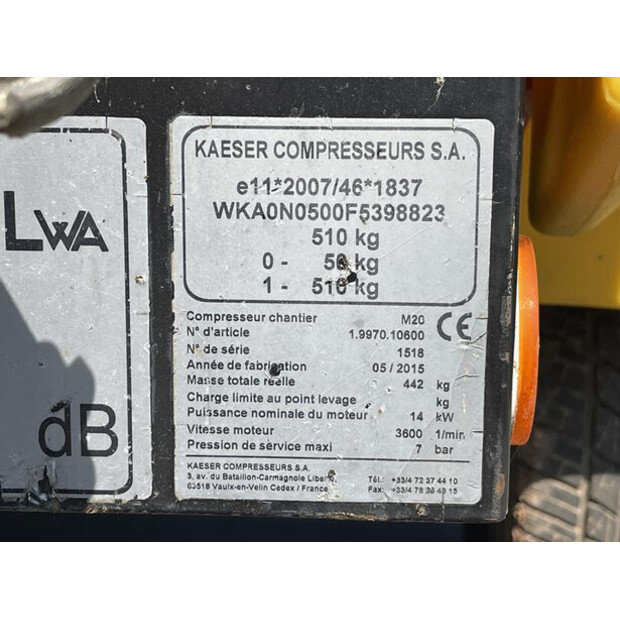 LWA
dB
KAESER COMPRESSEURS S.A.
e11*2007/46*1837
WKA0N0500F5398823
510 kg
0 - 50 kg
1 - 510 kg
Compresseur chantier M20 CE
N° d'article 1.9970.10600
N° de série 1518
Année de fabrication 05 / 2015
Masse totale réelle 442 kg
Charge limite au point levage kg
Puissance nominale du moteur 14 kW
Vitesse moteur 3600 1/min
Pression de service maxi 7 bar
KAESER COMPRESSEURS S.A.
3, av. du Bataillon-Carmagnole Liberté Tél.: +33/4 72 37 44 10
69518 Vaulx-en-Velin Cedex / France Fax: